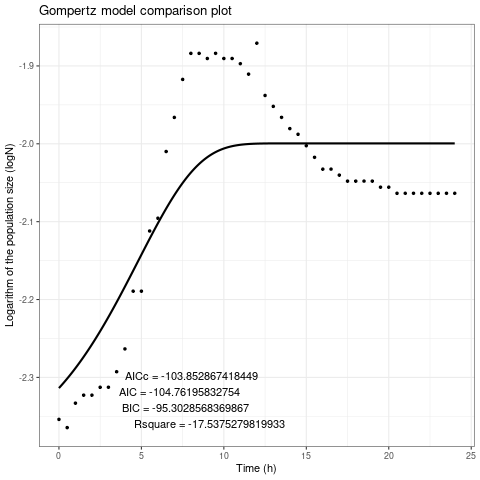 Gompertz model comparison plot
Logarithm of the population size (logN)
-1.9
-2.0
-2.1
-2.2
-2.3
AICc = -103.852867418449
AIC = -104.76195832754
BIC = -95.3028568369867
Rsquare = -17.5375279819933
0 5 10 15 20 25
Time (h)